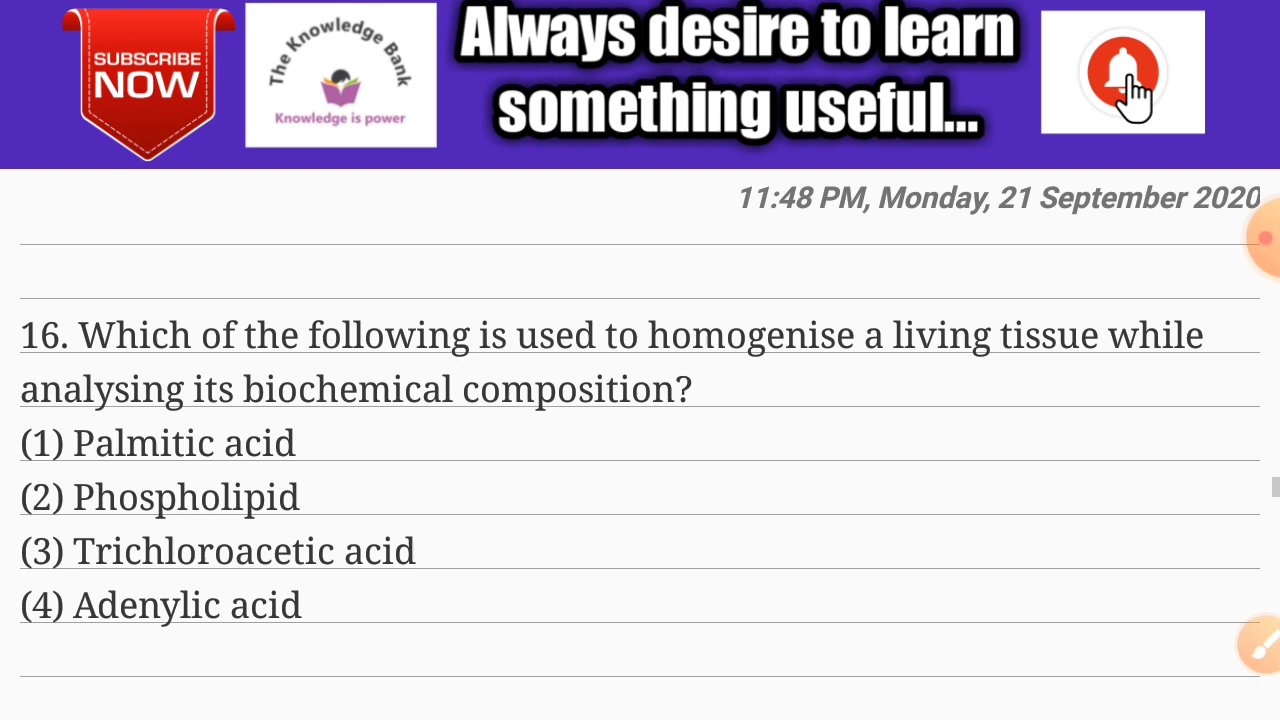 SUBSCRIBE
NOW
The Knowledge Bank
Knowledge is power
Always desire to learn
something useful...
11:48 PM, Monday, 21 September 2020
16. Which of the following is used to homogenise a living tissue while
analysing its biochemical composition?
(1) Palmitic acid
(2) Phospholipid
(3) Trichloroacetic acid
(4) Adenylic acid